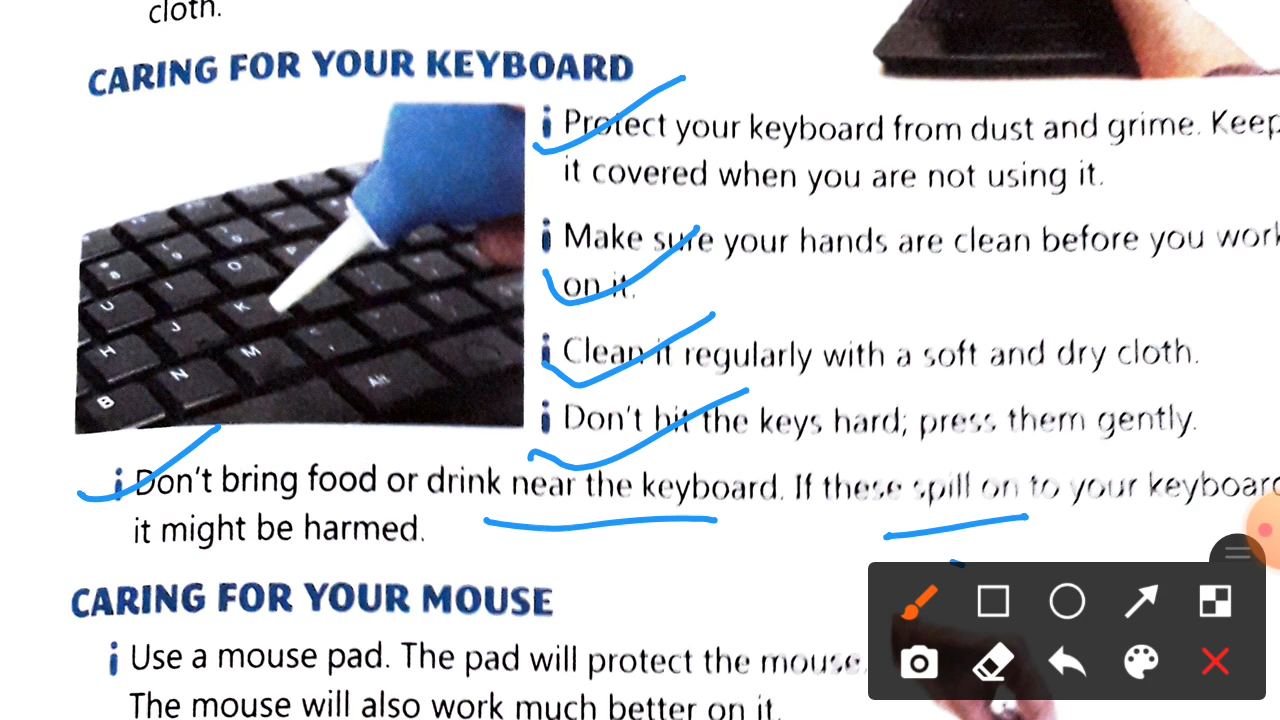 cloth.
CARING FOR YOUR KEYBOARD
Protect your keyboard from dust and grime. Keep
it covered when you are not using it.
Make sure your hands are clean before you work
on it.
Clean it regularly with a soft and dry cloth.
Don't hit the keys hard; press them gently.
Don't bring food or drink near the keyboard. If these spill on to your keyboard
it might be harmed.
CARING FOR YOUR MOUSE
Use a mouse pad. The pad will protect the mouse.
The mouse will also work much better on it.